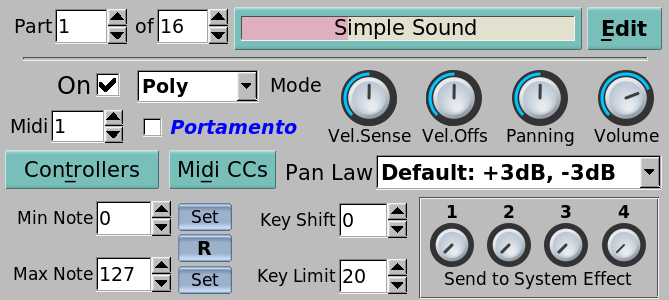 Part 1 of 16 Simple Sound Edit
On Poly Mode
Midi 1 Portamento Vel.Sense Vel.Offs Panning Volume
Controllers Midi CCs Pan Law Default: +3dB, -3dB
Min Note 0 Set Key Shift 0 1 2 3 4
R
Max Note 127 Set Key Limit 20 Send to System Effect